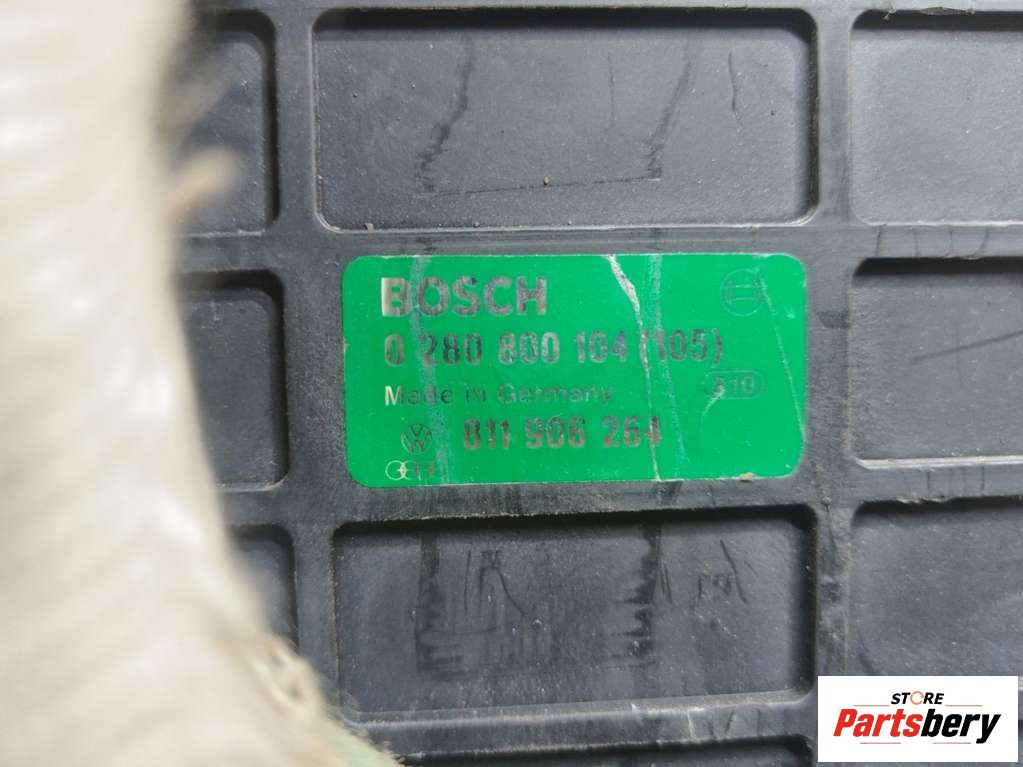 BOSCH
0 280 800 104 (105)
Made in Germany
811 906 264
STORE
Partsbery